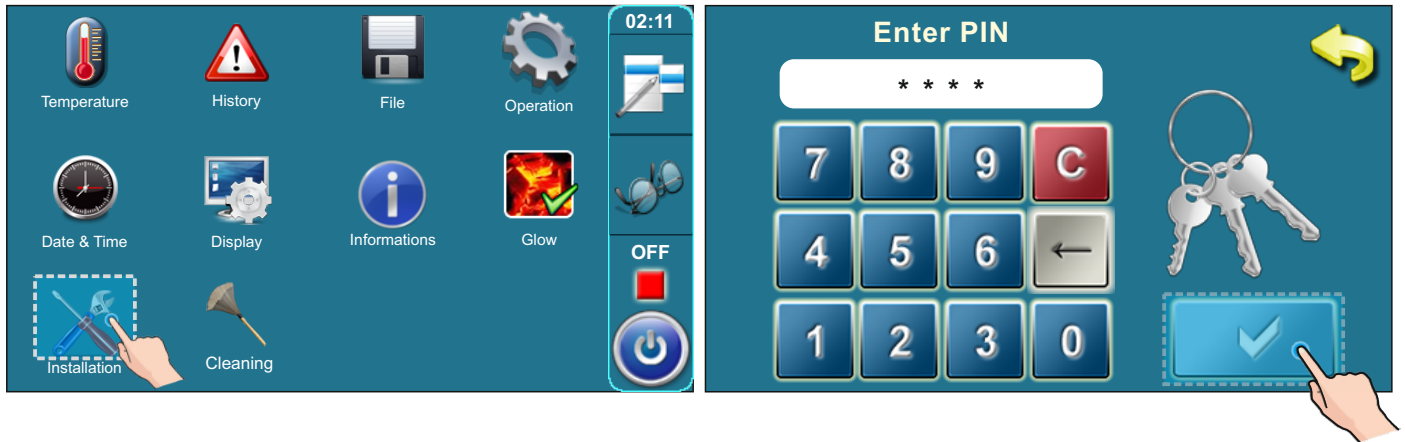 02:11
Temperature
History
File
Operation
Date & Time
Display
Informations
Glow
OFF
Installation
Cleaning
Enter PIN
* * * *
7 8 9 C
4 5 6 ←
1 2 3 0